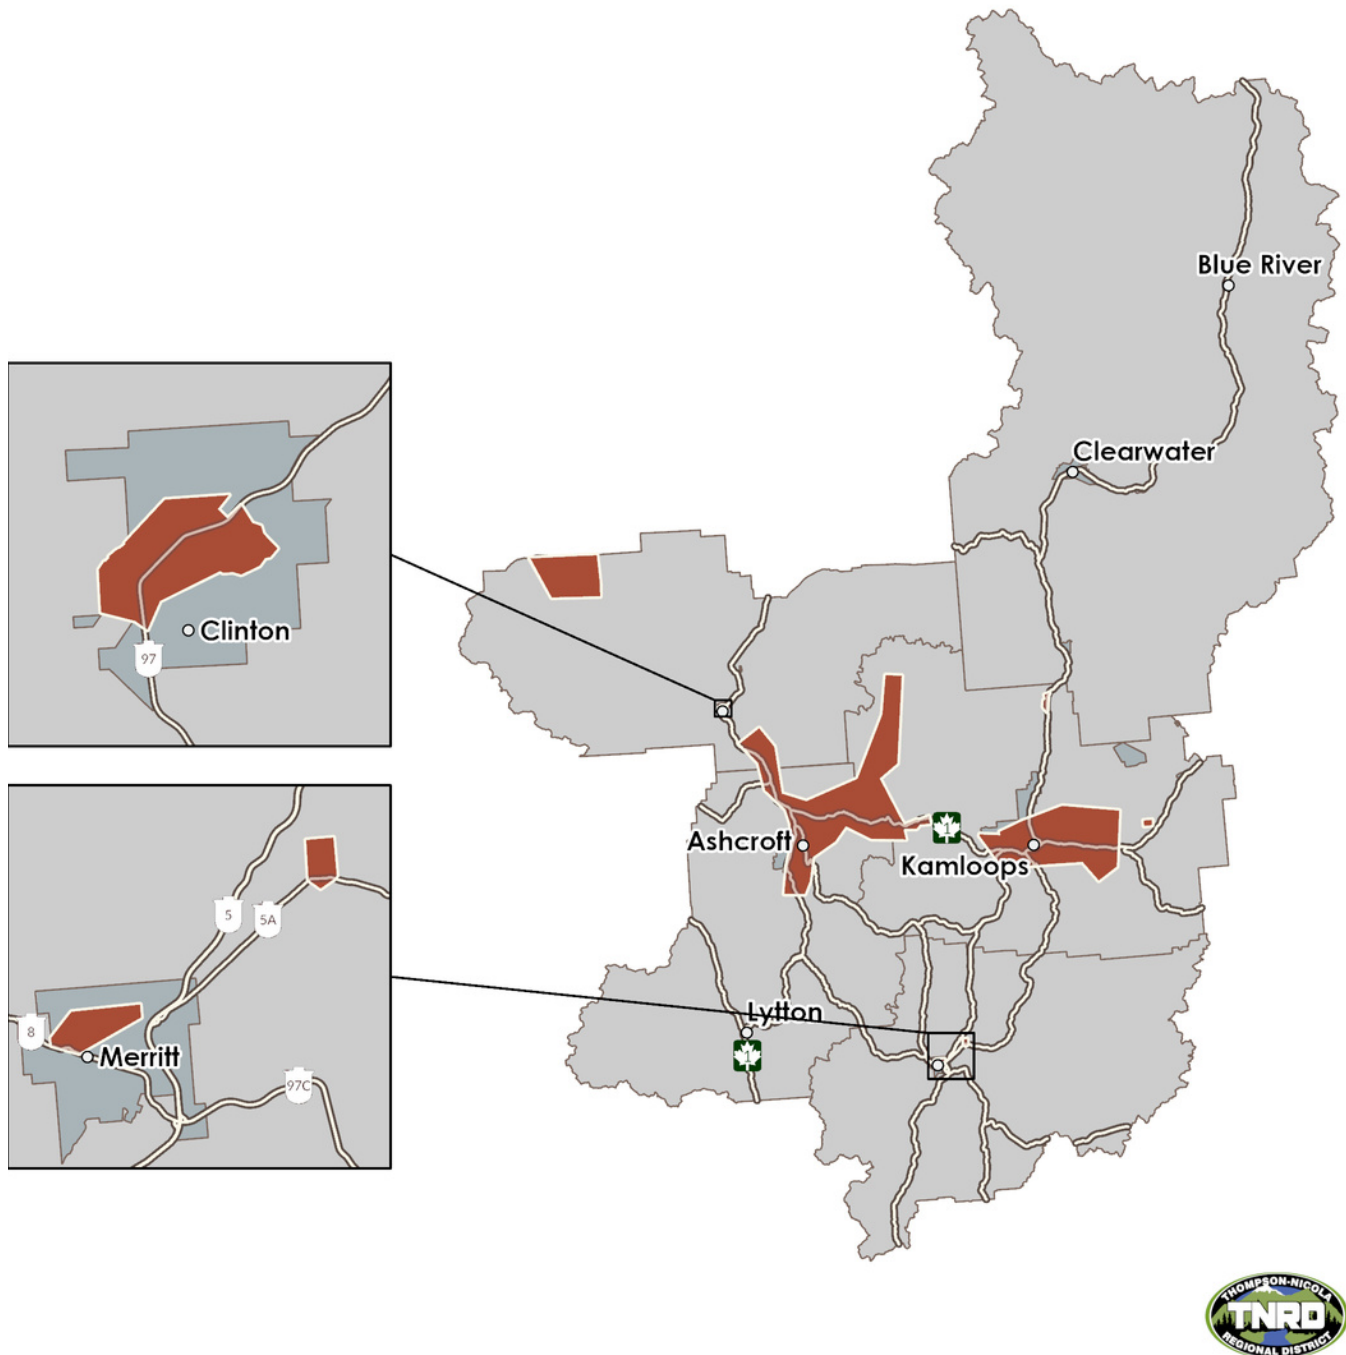 Blue River
Clearwater
Clinton
97
Ashcroft
1
Kamloops
5
5A
Lytton
8
Merritt
1
97C
THOMPSON-NICOLA
TNRD
REGIONAL DISTRICT